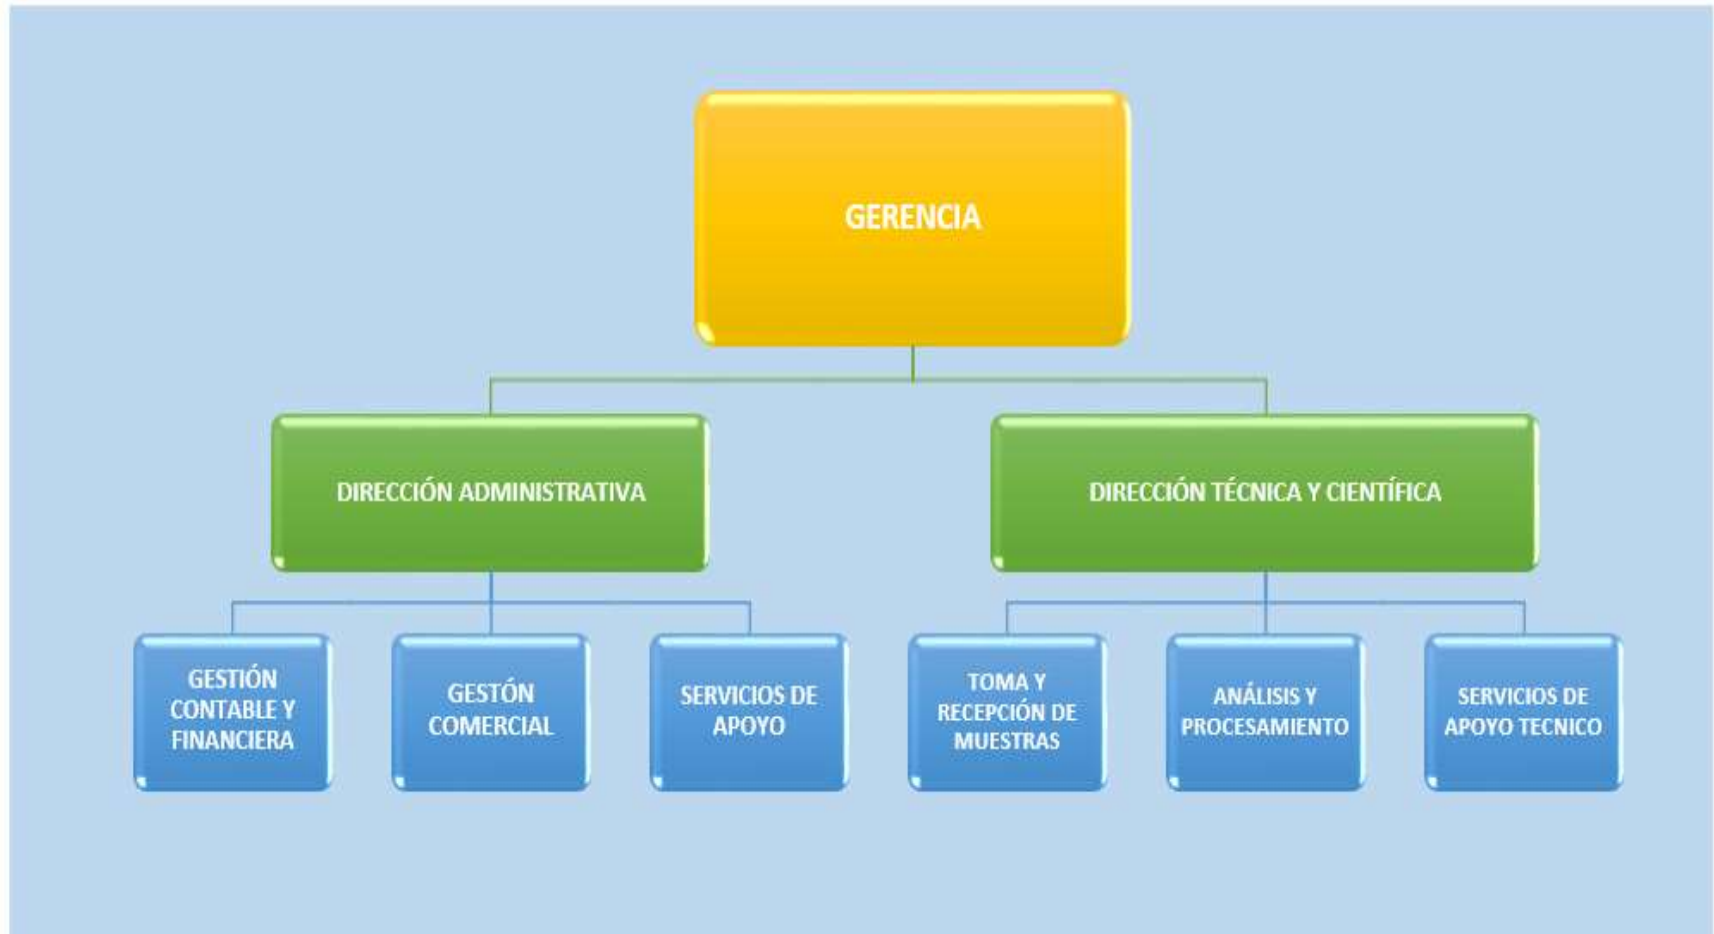 GERENCIA
DIRECCIÓN ADMINISTRATIVA
DIRECCIÓN TÉCNICA Y CIENTÍFICA
GESTIÓN
CONTABLE Y
FINANCIERA
GESTÓN
COMERCIAL
SERVICIOS DE
APOYO
TOMA Y
RECEPCIÓN DE
MUESTRAS
ANÁLISIS Y
PROCESAMIENTO
SERVICIOS DE
APOYO TECNICO